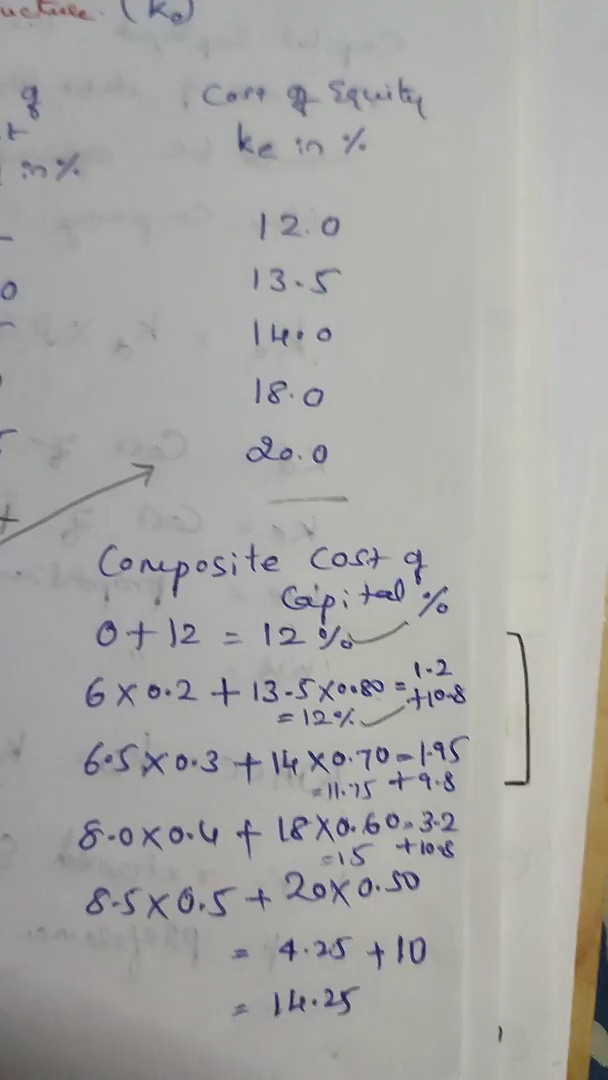 ucture. (Ko)
Cost of Equity
ke in %
in %
12.0
13.5
14.0
18.0
20.0
Composite Cost of
Capital %
0 + 12 = 12 %
6 x 0.2 + 13.5 x 0.80 = 1.2
= 12% + 10.8
6.5 x 0.3 + 14 x 0.70 = 1.95
= 11.75 + 9.8
8.0 x 0.4 + 18 x 0.60 = 3.2
= 15 + 10.8
8.5 x 0.5 + 20 x 0.50
= 4.25 + 10
= 14.25